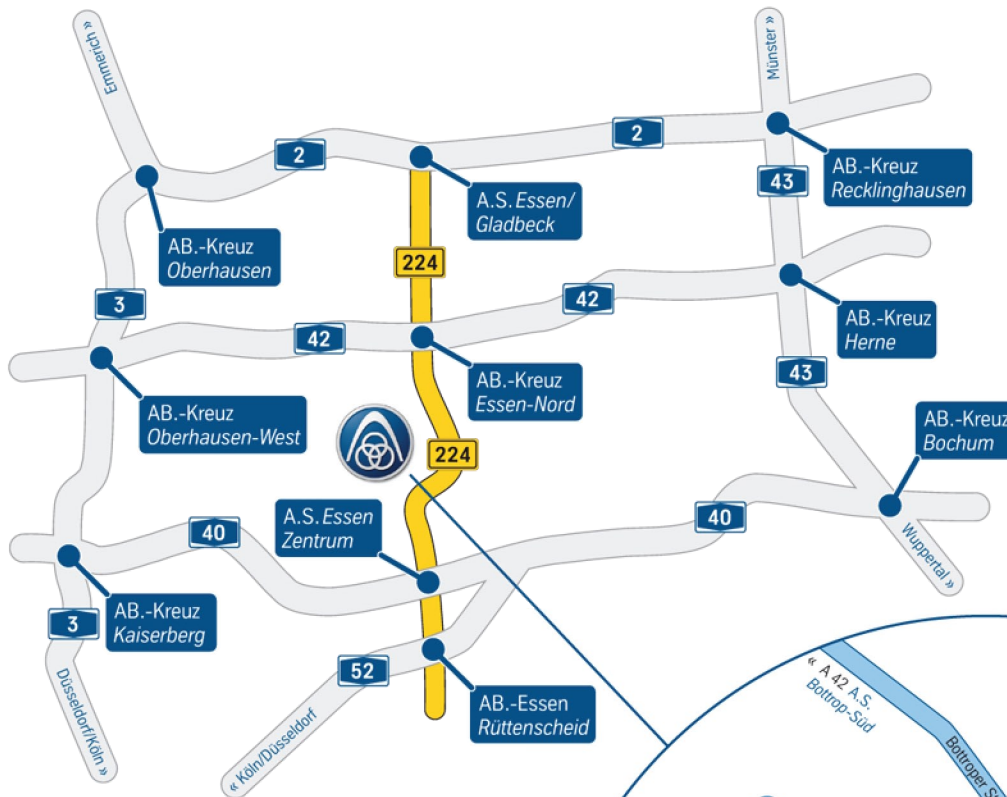 Emmerich »
Münster »
2
2
AB.-Kreuz
Oberhausen
A.S. Essen/
Gladbeck
43
AB.-Kreuz
Recklinghausen
224
3
42
42
AB.-Kreuz
Herne
AB.-Kreuz
Oberhausen-West
AB.-Kreuz
Essen-Nord
43
224
AB.-Kreuz
Bochum
40
A.S. Essen
Zentrum
40
Wuppertal »
AB.-Kreuz
Kaiserberg
3
52
AB.-Essen
Rüttenscheid
Düsseldorf/Köln »
« Köln/Düsseldorf
« A 42 A.S.
Bottrop-Süd
Bottroper S